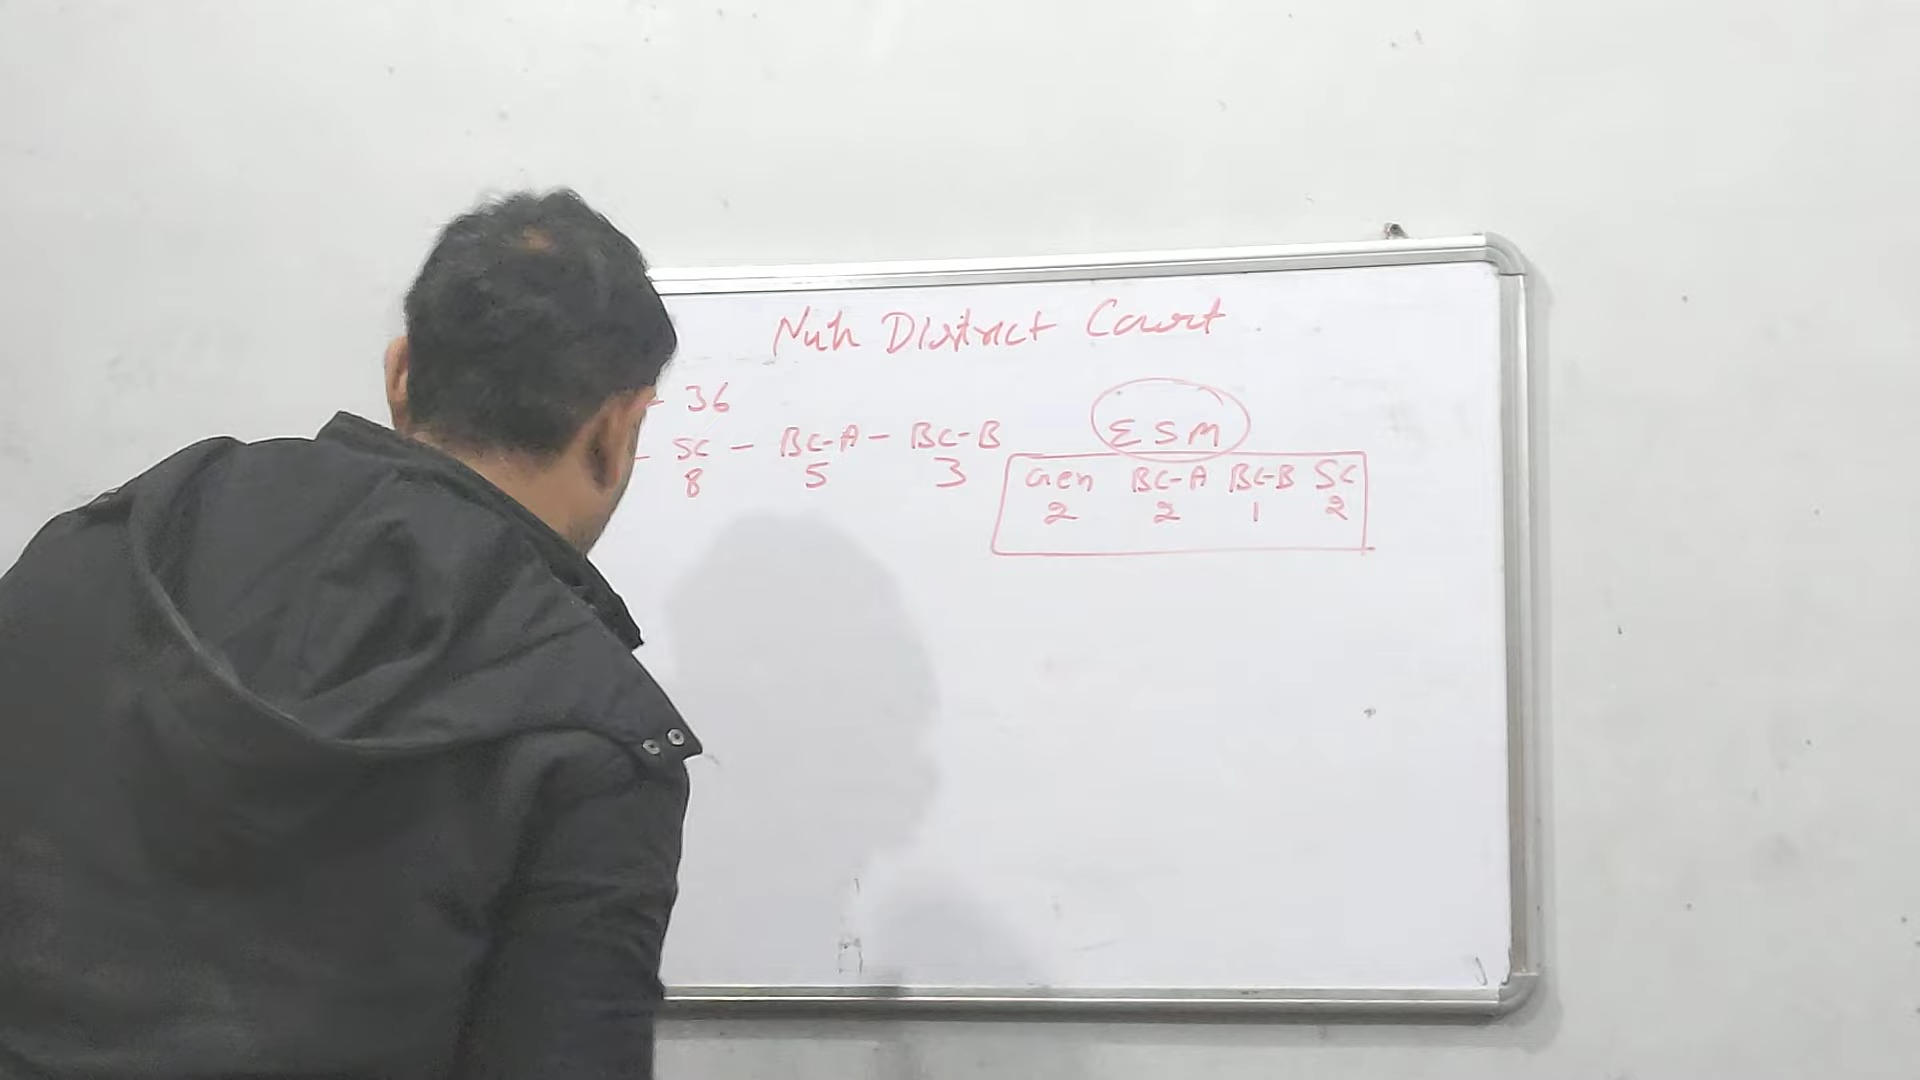 Nuh District Court
- 36
- SC - BC-A - BC-B
8 5 3
ESM
Gen BC-A BC-B SC
2 2 1 2